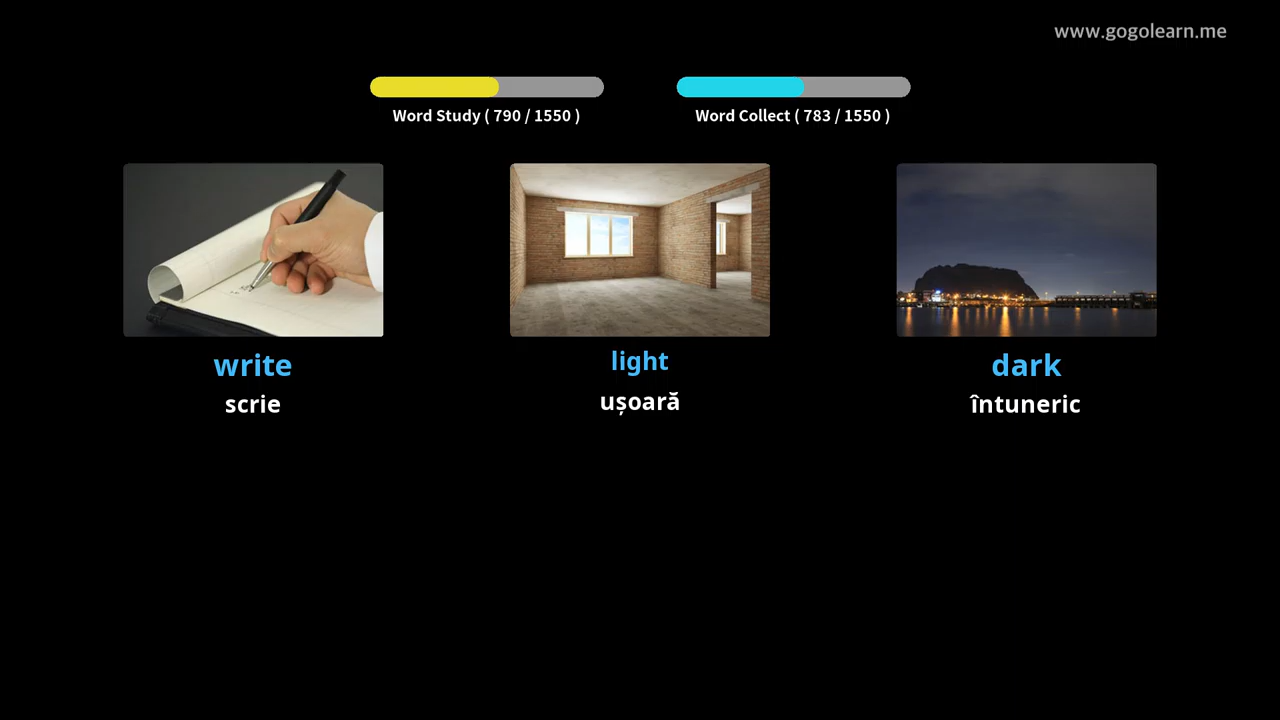 www.gogolearn.me
Word Study ( 790 / 1550 )
Word Collect ( 783 / 1550 )
write
light
dark
scrie
ușoară
întuneric